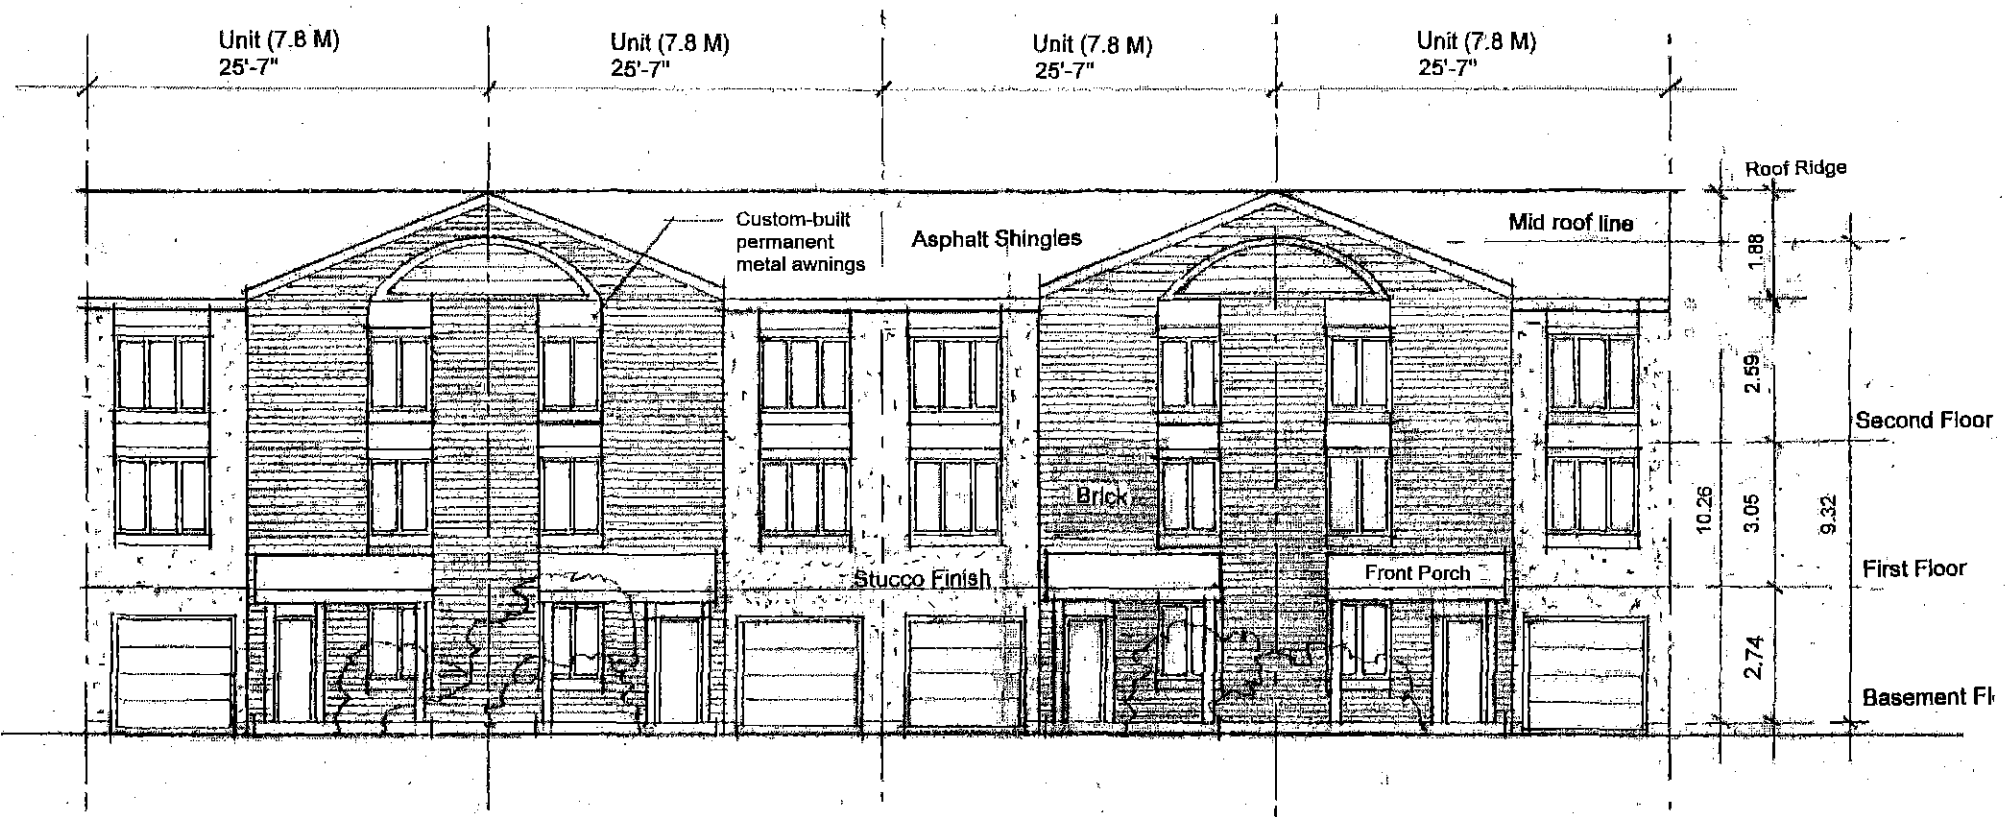 Unit (7.8 M)
25'-7"
Unit (7.8 M)
25'-7"
Unit (7.8 M)
25'-7"
Unit (7.8 M)
25'-7"
Roof Ridge
Custom-built
permanent
metal awnings
Asphalt Shingles
Mid roof line
1.88
2.59
Second Floor
Brick
10.26
3.05
9.32
Stucco Finish
Front Porch
First Floor
2.74
Basement Fl